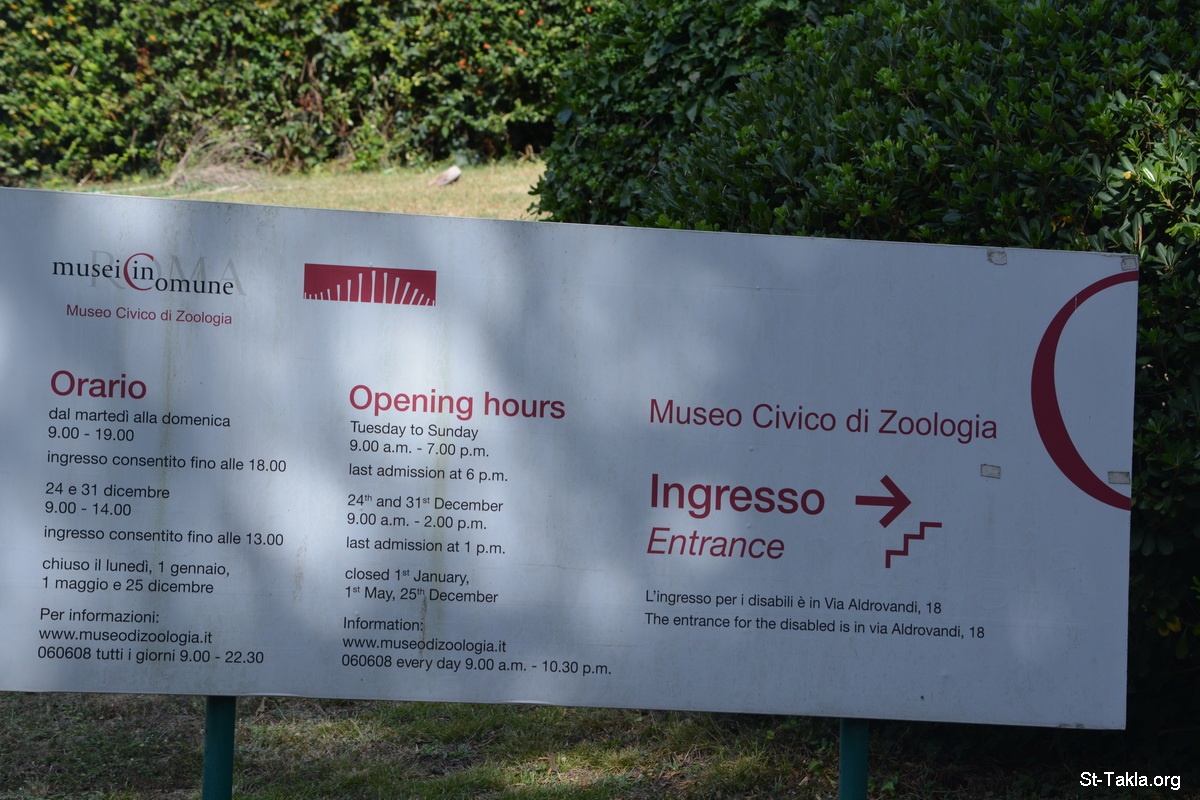 ROMA
musei in Comune
Museo Civico di Zoologia
Orario
dal martedì alla domenica
9.00 - 19.00
ingresso consentito fino alle 18.00
24 e 31 dicembre
9.00 - 14.00
ingresso consentito fino alle 13.00
chiuso il lunedì, 1 gennaio,
1 maggio e 25 dicembre
Per informazioni:
www.museodizoologia.it
060608 tutti i giorni 9.00 - 22.30
Opening hours
Tuesday to Sunday
9.00 a.m. - 7.00 p.m.
last admission at 6 p.m.
24th and 31st December
9.00 a.m. - 2.00 p.m.
last admission at 1 p.m.
closed 1st January,
1st May, 25th December
Information:
www.museodizoologia.it
060608 every day 9.00 a.m. - 10.30 p.m.
Museo Civico di Zoologia
Ingresso
Entrance
L'ingresso per i disabili è in Via Aldrovandi, 18
The entrance for the disabled is in via Aldrovandi, 18
St-Takla.org